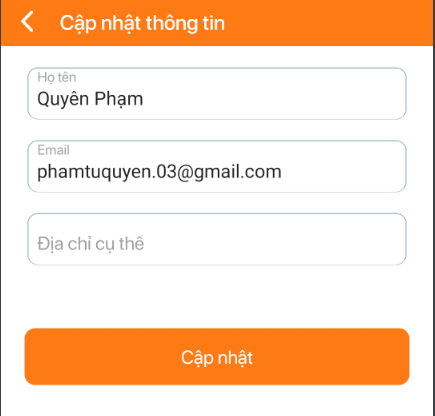 Cập nhật thông tin
Họ tên
Quyên Phạm
Email
phamtuquyen.03@gmail.com
Địa chỉ cụ thể
Cập nhật